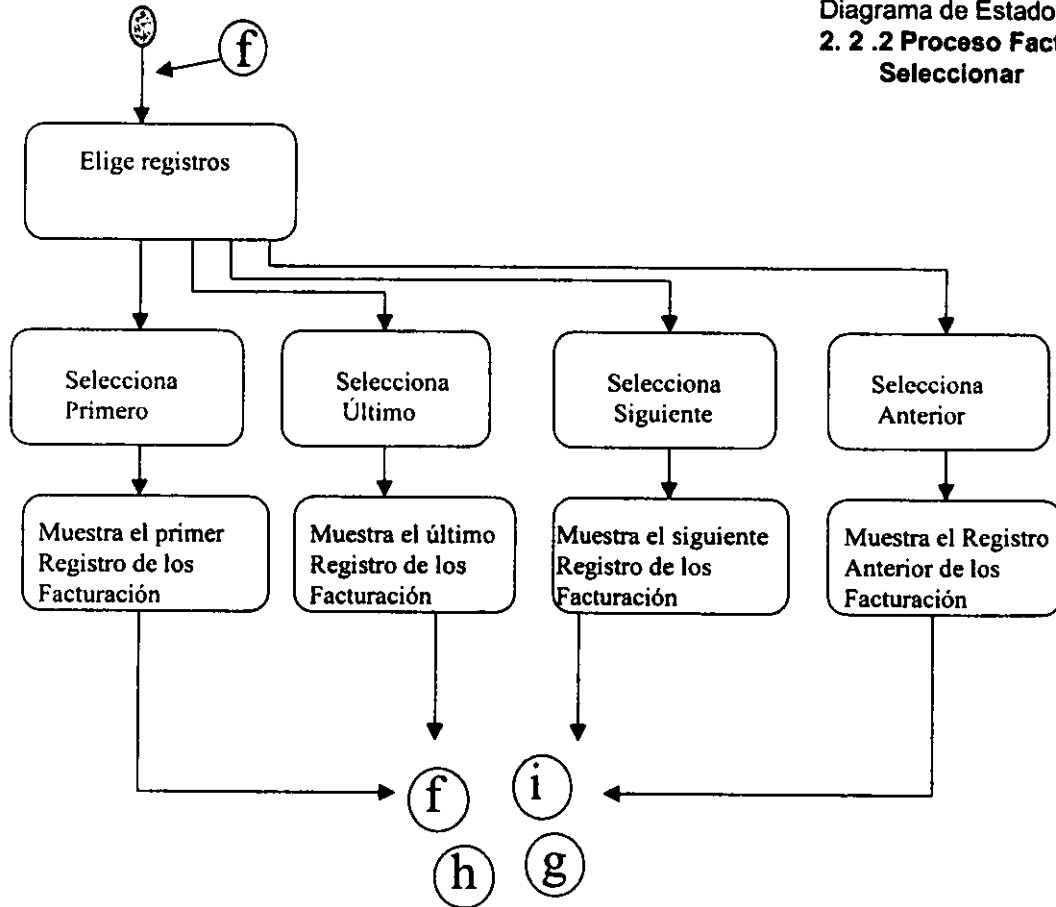 Diagrama de Estado
2. 2 .2 Proceso Fact
Seleccionar
f
Elige registros
Selecciona
Primero
Selecciona
Último
Selecciona
Siguiente
Selecciona
Anterior
Muestra el primer
Registro de los
Facturación
Muestra el último
Registro de los
Facturación
Muestra el siguiente
Registro de los
Facturación
Muestra el Registro
Anterior de los
Facturación
f
i
h
g